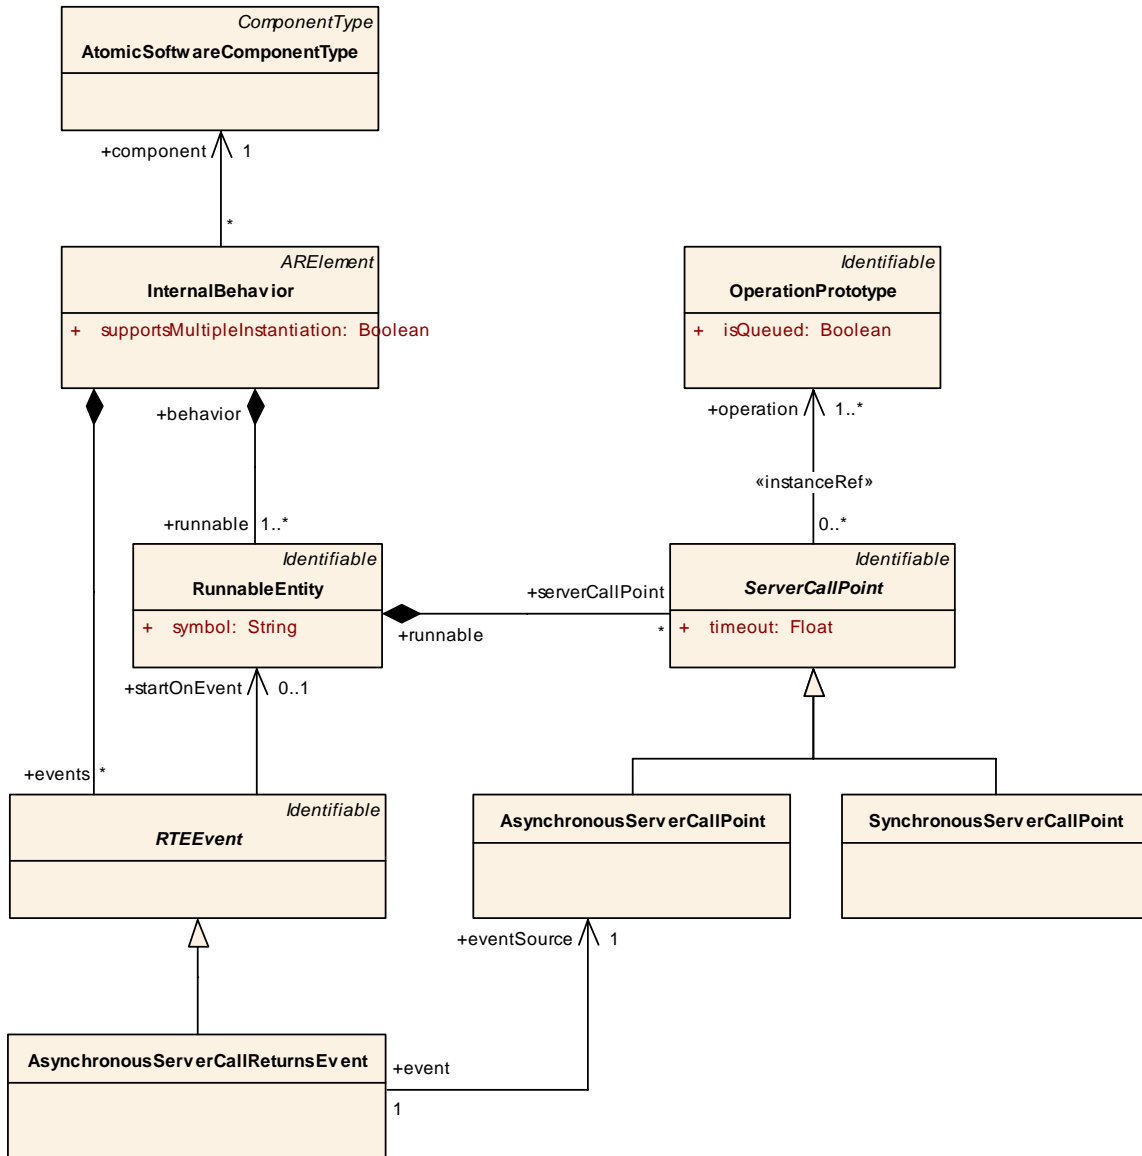 ComponentType
AtomicSoftwareComponentType
+component 1
*
ARElement
InternalBehavior
+ supportsMultipleInstantiation: Boolean
Identifiable
OperationPrototype
+ isQueued: Boolean
+behavior
+operation 1..*
«instanceRef»
+runnable 1..*
0..*
Identifiable
RunnableEntity
+ symbol: String
+serverCallPoint
+runnable
*
Identifiable
ServerCallPoint
+ timeout: Float
+startOnEvent 0..1
+events *
Identifiable
RTEEvent
AsynchronousServerCallPoint
SynchronousServerCallPoint
+eventSource 1
AsynchronousServerCallReturnsEvent
+event
1